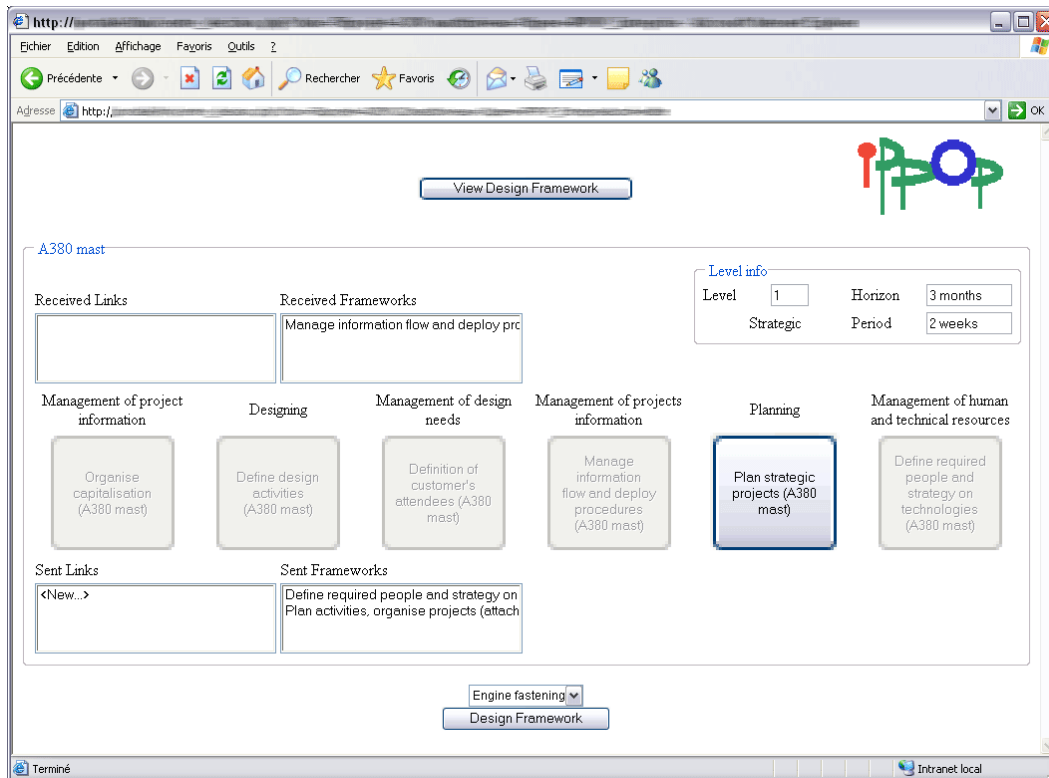 http://
Fichier Edition Affichage Favoris Outils ?
Précédente Rechercher Favoris
Adresse http:/ OK
View Design Framework
IPPOP
A380 mast
Level info
Received Links Received Frameworks
Level 1 Horizon 3 months
Strategic Period 2 weeks
Manage information flow and deploy pro
Management of project
information
Designing
Management of design
needs
Management of projects
information
Planning
Management of human
and technical resources
Organise
capitalisation
(A380 mast)
Define design
activities
(A380 mast)
Definition of
customer's
attendees (A380
mast)
Manage
information
flow and deploy
procedures
(A380 mast)
Plan strategic
projects (A380
mast)
Define required
people and
strategy on
technologies
(A380 mast)
Sent Links Sent Frameworks
<New...>
Define required people and strategy on
Plan activities, organise projects (attach
Engine fastening
Design Framework
Terminé Intranet local